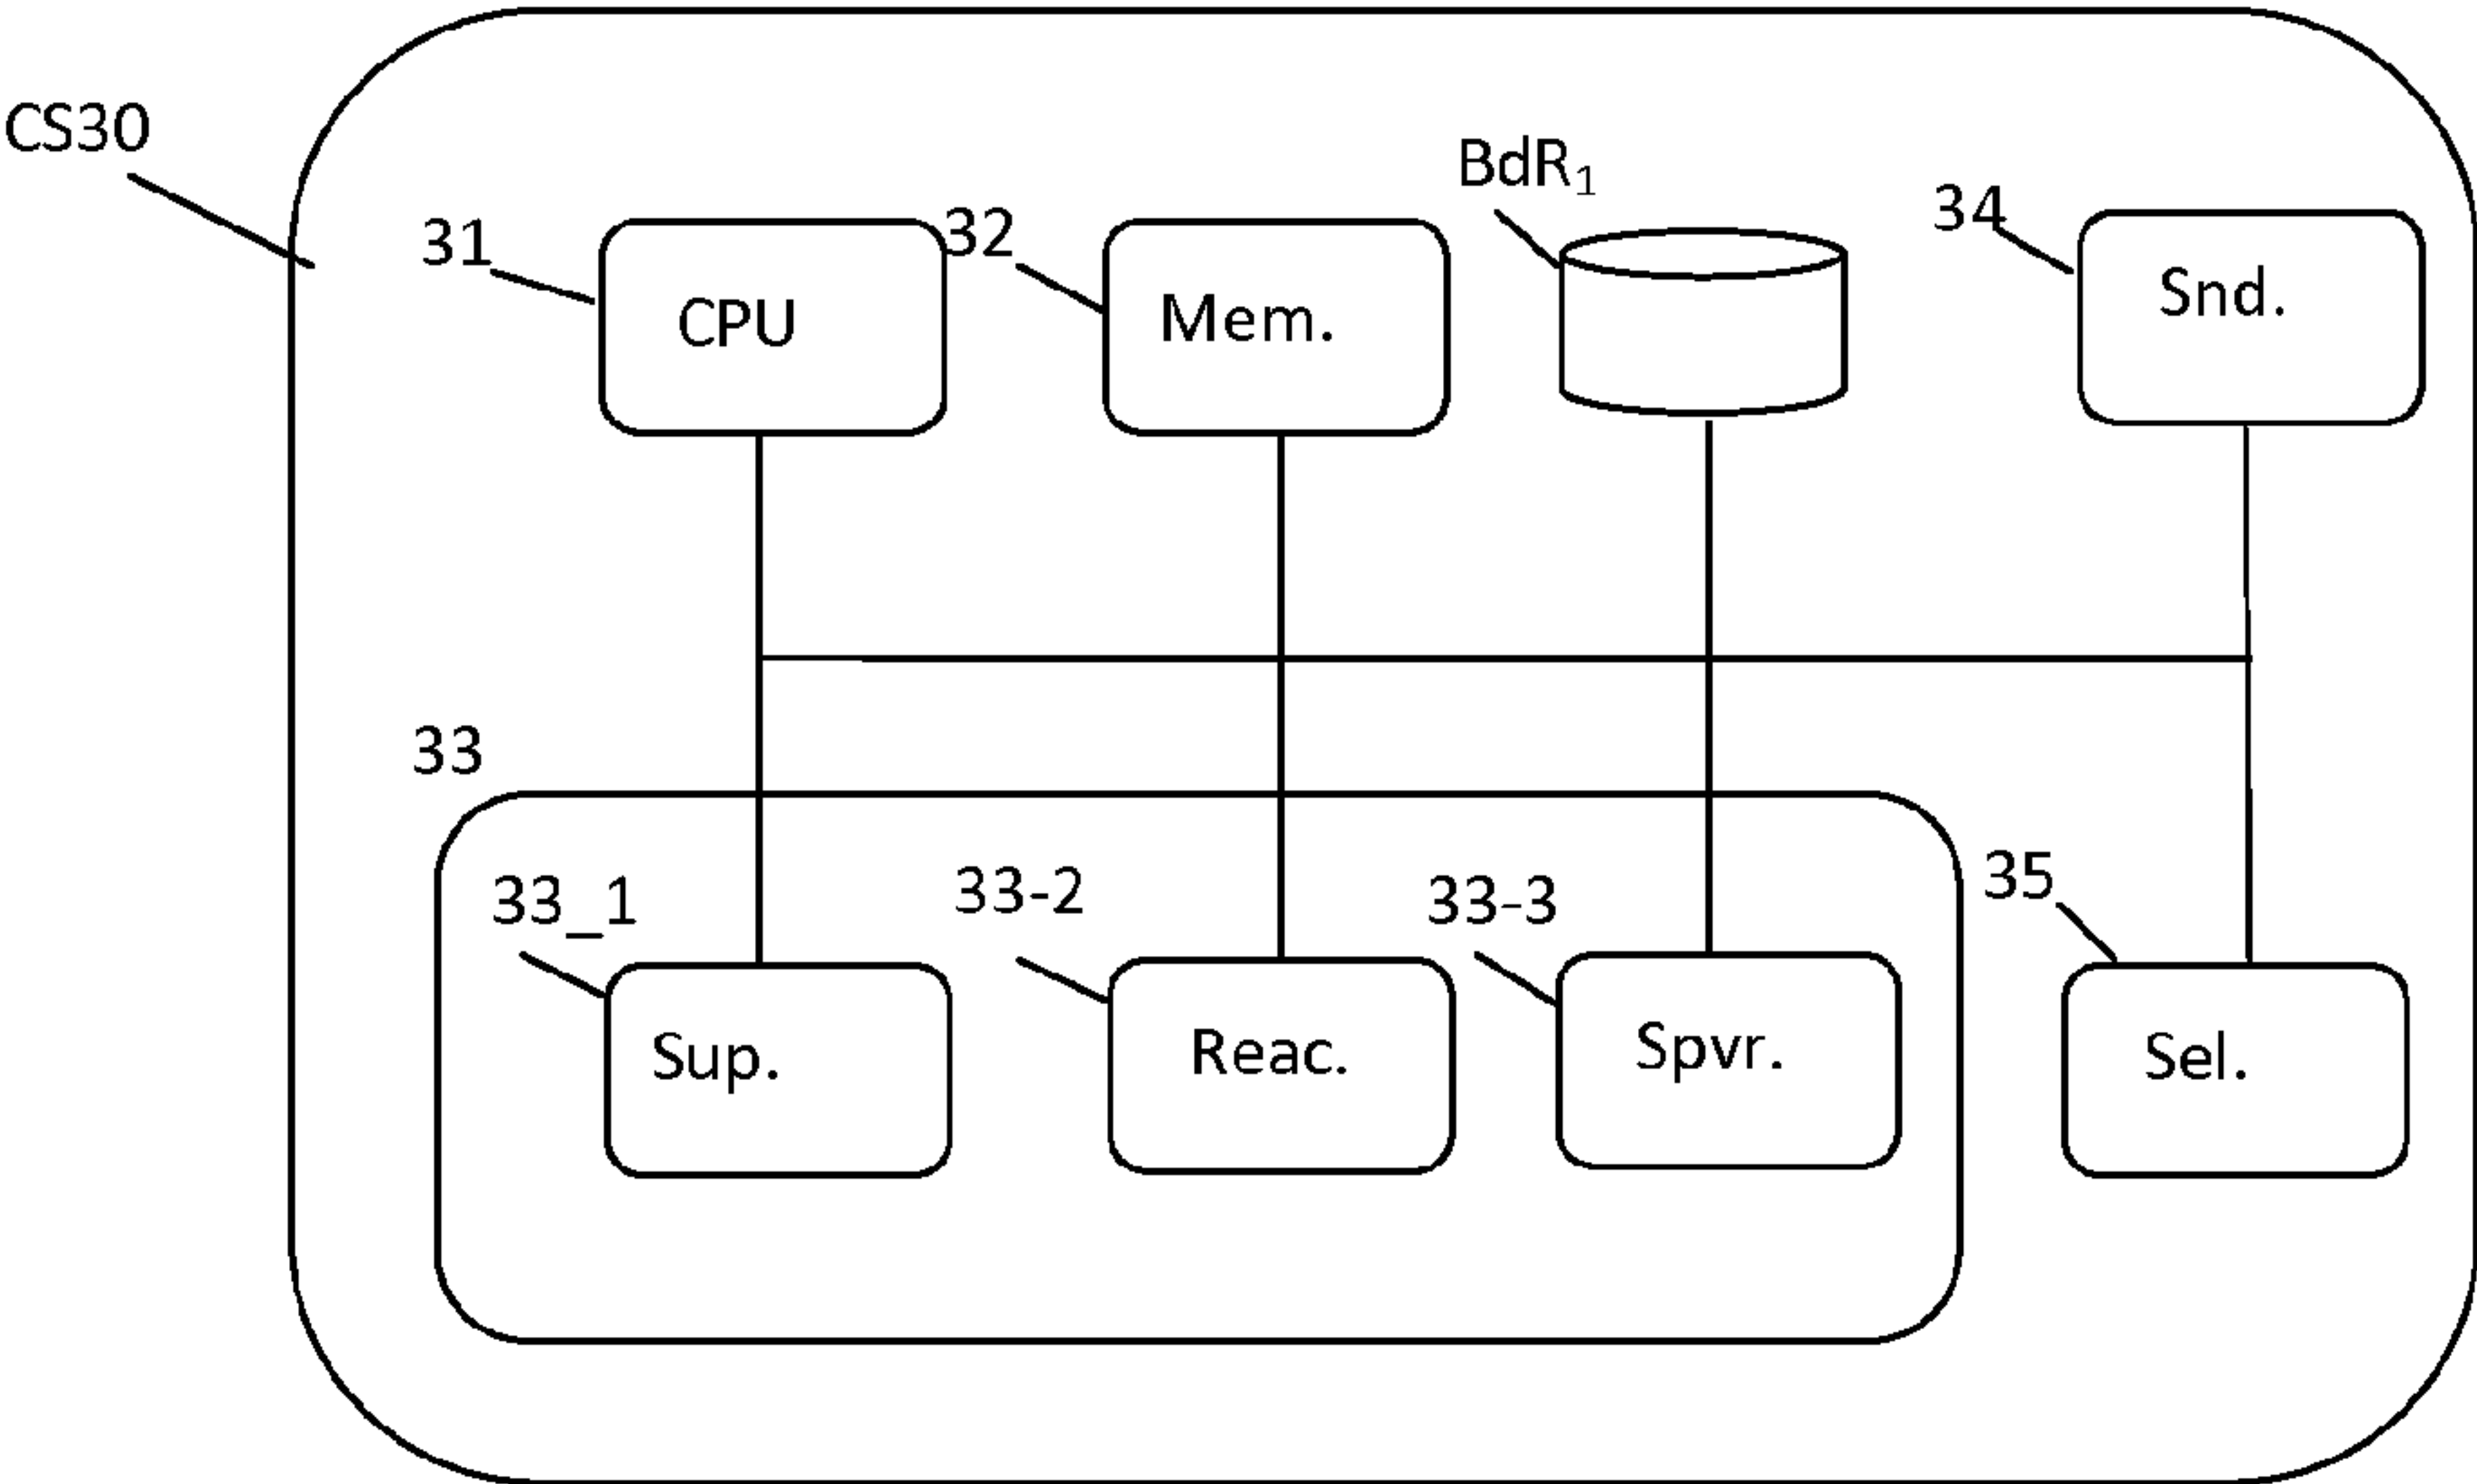 CS30
31
CPU
32
Mem.
BdR₁
34
Snd.
33
33_1
Sup.
33-2
Reac.
33-3
Spvr.
35
Sel.